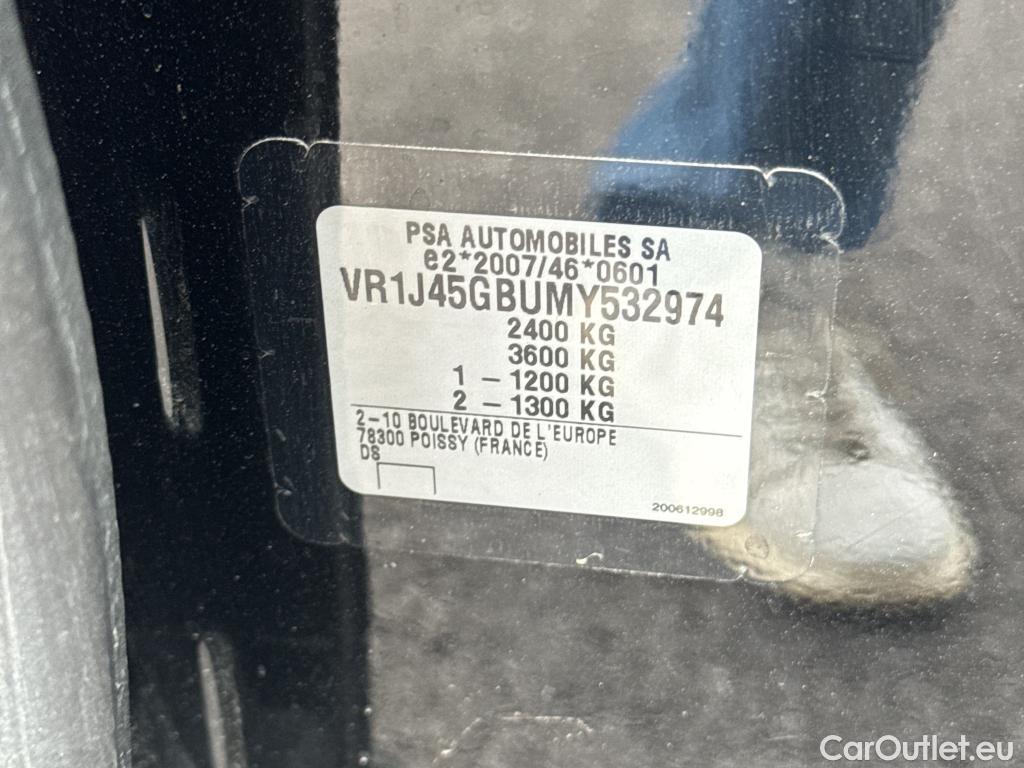 PSA AUTOMOBILES SA
e2*2007/46*0601
VR1J45GBUMY532974
2400 KG
3600 KG
1 - 1200 KG
2 - 1300 KG
2-10 BOULEVARD DE L'EUROPE
78300 POISSY (FRANCE)
DS
200612998
CarOutlet.eu